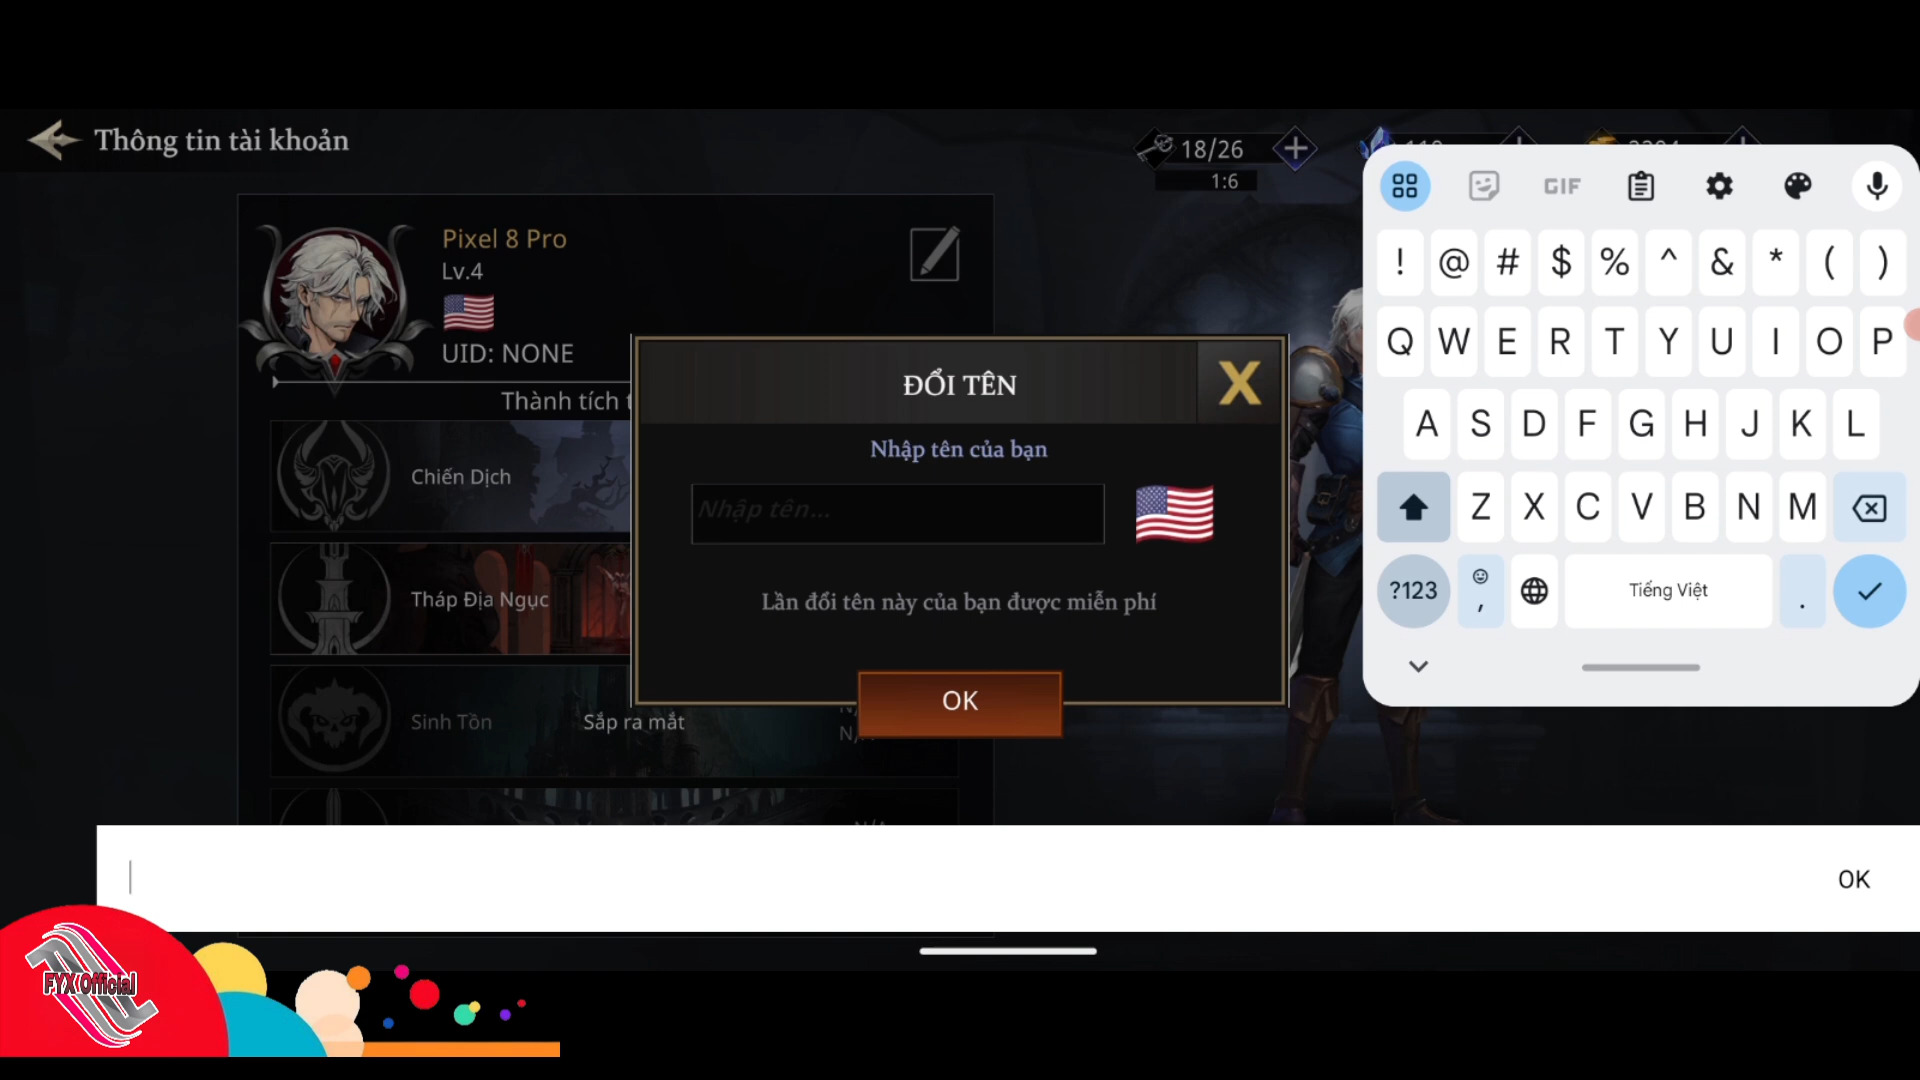 Thông tin tài khoản
18/26
1:6
Pixel 8 Pro
Lv.4
UID: NONE
Thành tích
ĐỔI TÊN
X
Nhập tên của bạn
Nhập tên...
Lần đổi tên này của bạn được miễn phí
OK
Chiến Dịch
Tháp Địa Ngục
Sinh Tồn
Sắp ra mắt
GIF
! @ # $ % ^ & * ( )
Q W E R T Y U I O P
A S D F G H J K L
Z X C V B N M
?123 , Tiếng Việt .
OK
FYX Official